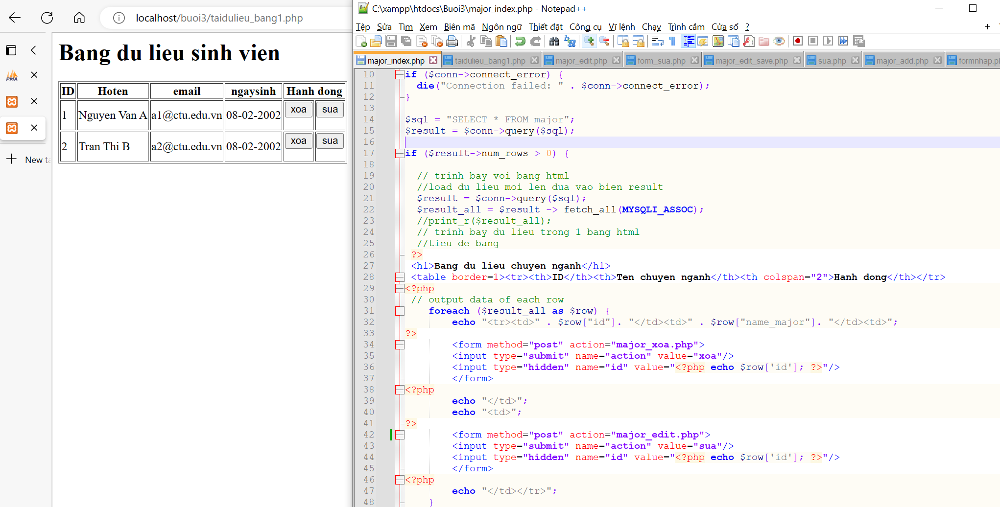 localhost/buoi3/taidulieu_bang1.php
PMA
New ta
Bang du lieu sinh vien
ID Hoten email ngaysinh Hanh dong
1 Nguyen Van A a1@ctu.edu.vn 08-02-2002 xoa sua
2 Tran Thi B a2@ctu.edu.vn 08-02-2002 xoa sua
C:\xampp\htdocs\Buoi3\major_index.php - Notepad++
Tệp Sửa Tìm Xem Biên mã Ngôn ngữ Thiết đặt Công cụ Vĩ lệnh Chạy Trình cắm Cửa sổ ?
major_index.php taidulieu_bang1.php major_edit.php form_sua.php major_edit_save.php sua.php major_add.php formnhap.ph
10 if ($conn->connect_error) {
11 die("Connection failed: " . $conn->connect_error);
12 }
13
14 $sql = "SELECT * FROM major";
15 $result = $conn->query($sql);
16
17 if ($result->num_rows > 0) {
18
19 // trinh bay voi bang html
20 //load du lieu moi len dua vao bien result
21 $result = $conn->query($sql);
22 $result_all = $result -> fetch_all(MYSQLI_ASSOC);
23 //print_r($result_all);
24 // trinh bay du lieu trong 1 bang html
25 //tieu de bang
26 ?>
27 <h1>Bang du lieu chuyen nganh</h1>
28 <table border=1><tr><th>ID</th><th>Ten chuyen nganh</th><th colspan="2">Hanh dong</th></tr>
29 <?php
30 // output data of each row
31 foreach ($result_all as $row) {
32 echo "<tr><td>" . $row["id"]. "</td><td>" . $row["name_major"]. "</td><td>";
33 ?>
34 <form method="post" action="major_xoa.php">
35 <input type="submit" name="action" value="xoa"/>
36 <input type="hidden" name="id" value="<?php echo $row['id']; ?>"/>
37 </form>
38 <?php
39 echo "</td>";
40 echo "<td>";
41 ?>
42 <form method="post" action="major_edit.php">
43 <input type="submit" name="action" value="sua"/>
44 <input type="hidden" name="id" value="<?php echo $row['id']; ?>"/>
45 </form>
46 <?php
47 echo "</td></tr>";
48 }